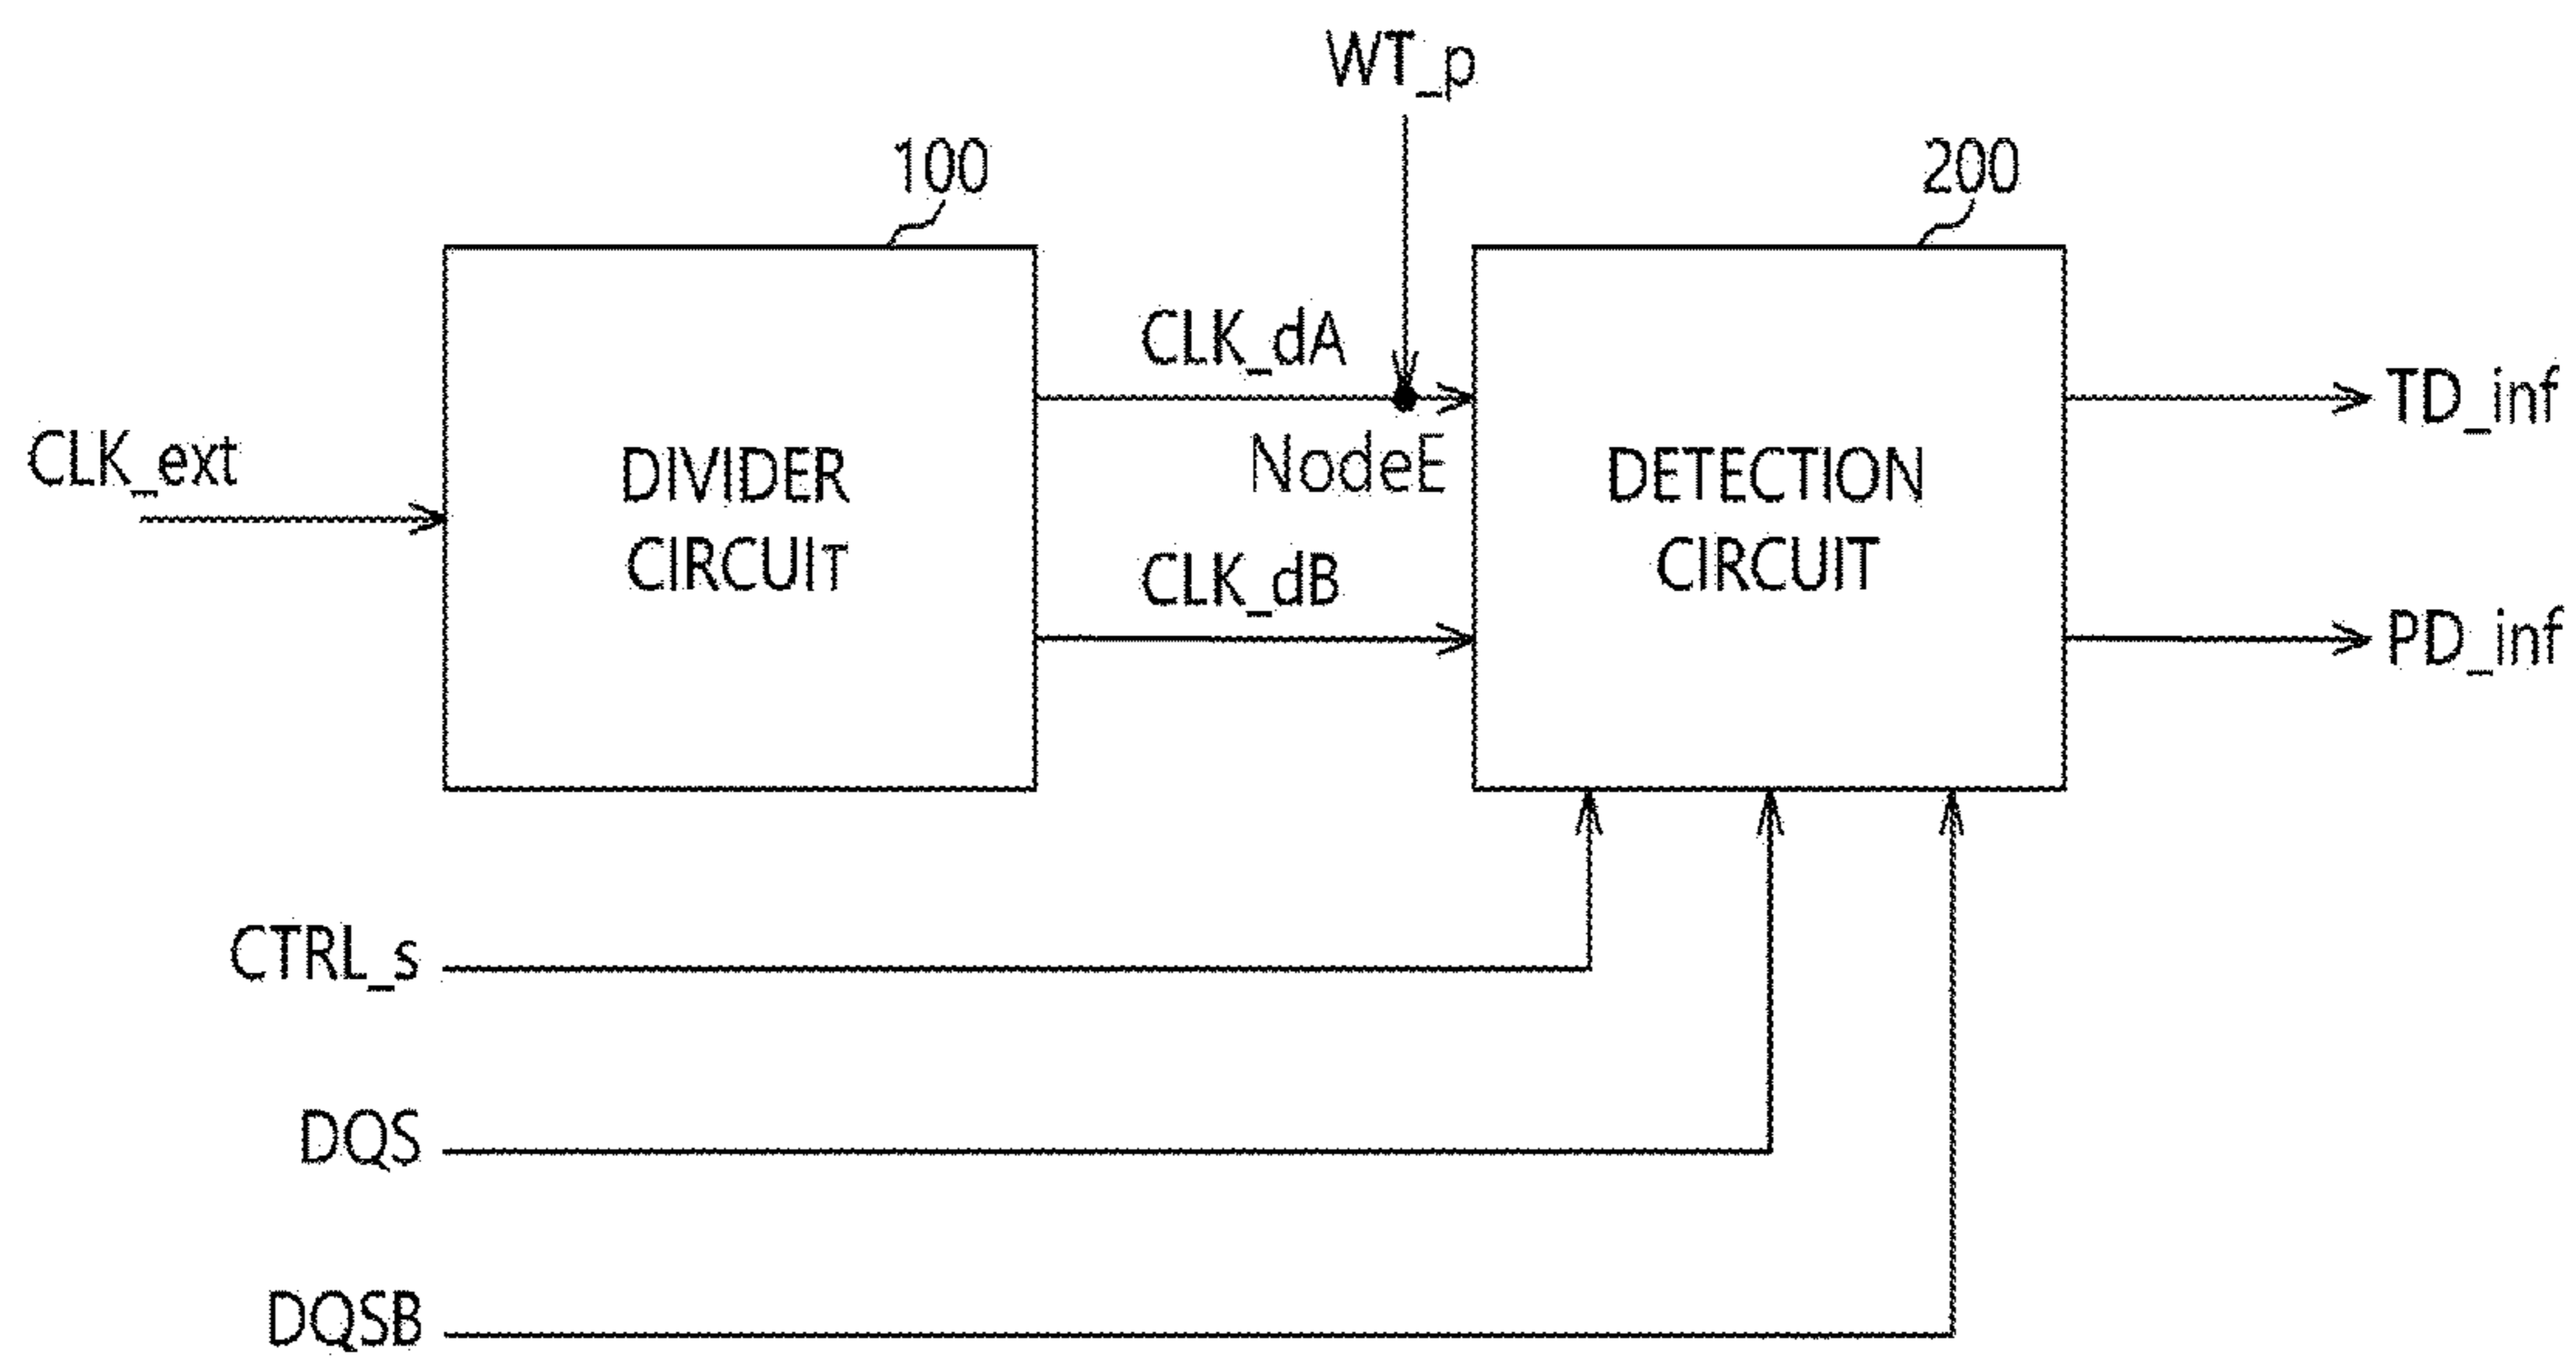 WT_p
100
200
CLK_dA
CLK_ext
DIVIDER
CIRCUIT
NodeE
DETECTION
CIRCUIT
TD_inf
CLK_dB
PD_inf
CTRL_s
DQS
DQSB